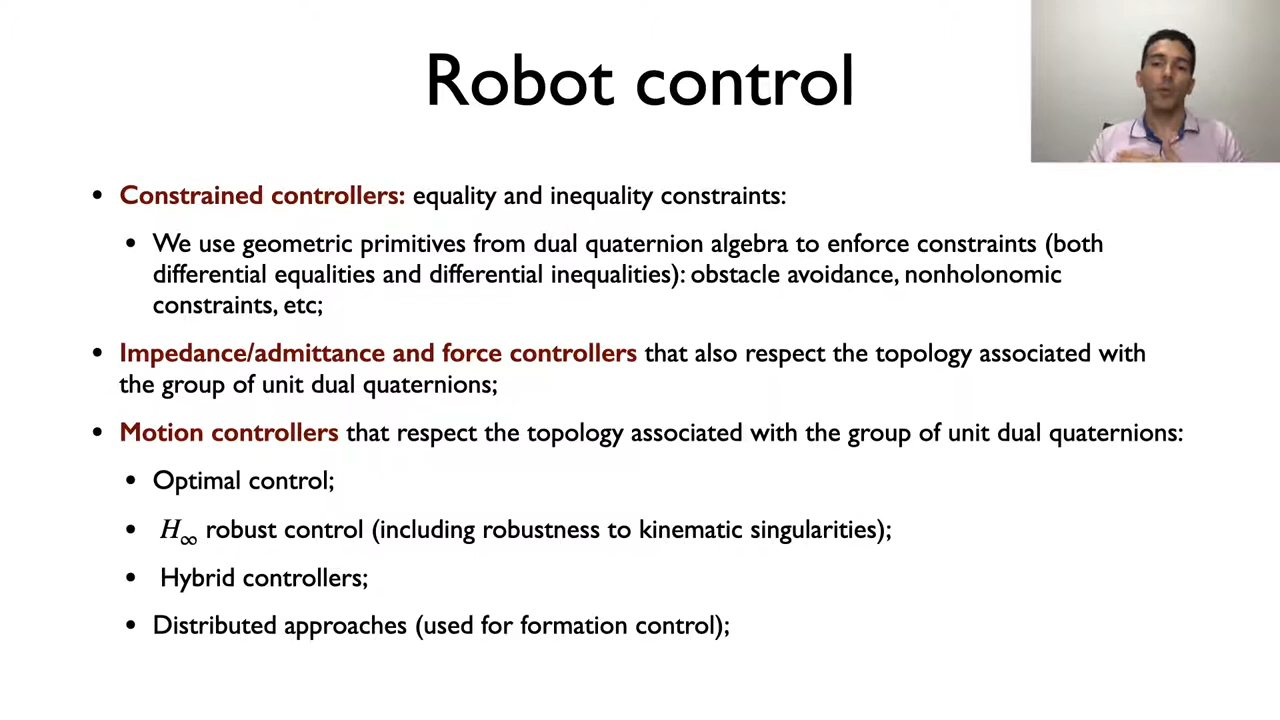 Robot control
• Constrained controllers: equality and inequality constraints:
• We use geometric primitives from dual quaternion algebra to enforce constraints (both
differential equalities and differential inequalities): obstacle avoidance, nonholonomic
constraints, etc;
• Impedance/admittance and force controllers that also respect the topology associated with
the group of unit dual quaternions;
• Motion controllers that respect the topology associated with the group of unit dual quaternions:
• Optimal control;
• H∞ robust control (including robustness to kinematic singularities);
• Hybrid controllers;
• Distributed approaches (used for formation control);